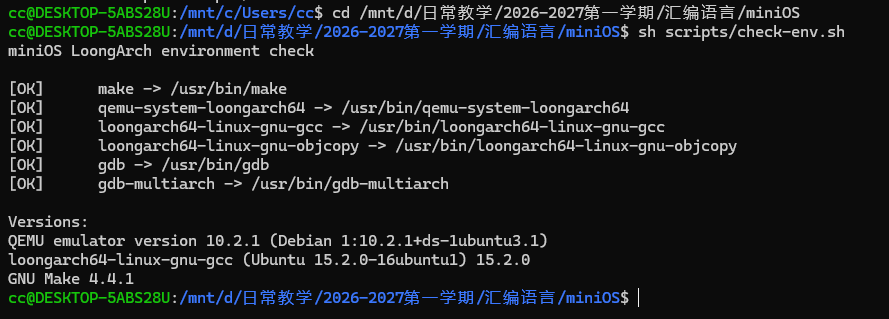 cc@DESKTOP-5ABS28U:/mnt/c/Users/cc$ cd /mnt/d/日常教学/2026-2027第一学期/汇编语言/miniOS
cc@DESKTOP-5ABS28U:/mnt/d/日常教学/2026-2027第一学期/汇编语言/miniOS$ sh scripts/check-env.sh
miniOS LoongArch environment check

[OK]      make -> /usr/bin/make
[OK]      qemu-system-loongarch64 -> /usr/bin/qemu-system-loongarch64
[OK]      loongarch64-linux-gnu-gcc -> /usr/bin/loongarch64-linux-gnu-gcc
[OK]      loongarch64-linux-gnu-objcopy -> /usr/bin/loongarch64-linux-gnu-objcopy
[OK]      gdb -> /usr/bin/gdb
[OK]      gdb-multiarch -> /usr/bin/gdb-multiarch

Versions:
QEMU emulator version 10.2.1 (Debian 1:10.2.1+ds-1ubuntu3.1)
loongarch64-linux-gnu-gcc (Ubuntu 15.2.0-16ubuntu1) 15.2.0
GNU Make 4.4.1
cc@DESKTOP-5ABS28U:/mnt/d/日常教学/2026-2027第一学期/汇编语言/miniOS$